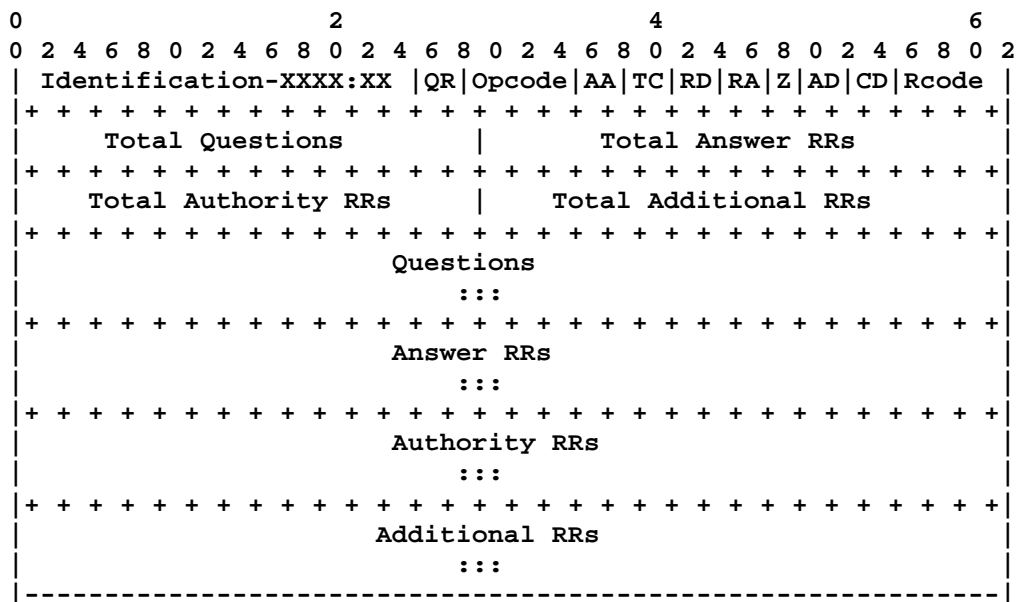 0                   2                   4                   6
0 2 4 6 8 0 2 4 6 8 0 2 4 6 8 0 2 4 6 8 0 2 4 6 8 0 2 4 6 8 0 2
| Identification-XXXX:XX |QR|Opcode|AA|TC|RD|RA|Z|AD|CD|Rcode |
|+ + + + + + + + + + + + + + + + + + + + + + + + + + + + + + +|
| Total Questions | Total Answer RRs |
|+ + + + + + + + + + + + + + + + + + + + + + + + + + + + + + +|
| Total Authority RRs | Total Additional RRs |
|+ + + + + + + + + + + + + + + + + + + + + + + + + + + + + + +|
| Questions |
| ::: |
|+ + + + + + + + + + + + + + + + + + + + + + + + + + + + + + +|
| Answer RRs |
| ::: |
|+ + + + + + + + + + + + + + + + + + + + + + + + + + + + + + +|
| Authority RRs |
| ::: |
|+ + + + + + + + + + + + + + + + + + + + + + + + + + + + + + +|
| Additional RRs |
| ::: |
|-------------------------------------------------------------|